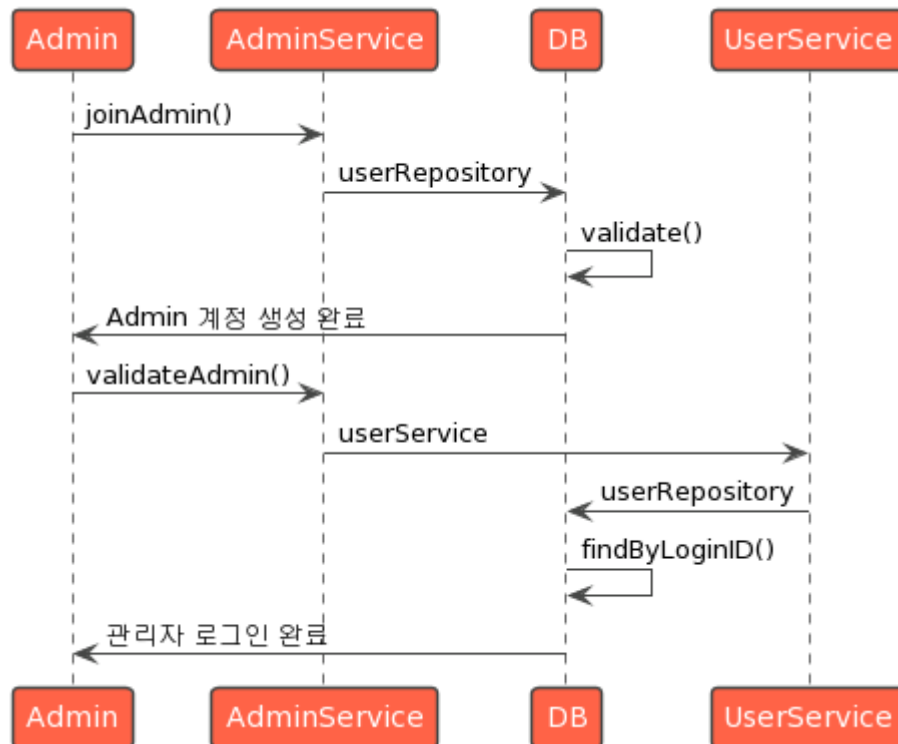 Admin AdminService DB UserService
joinAdmin()
userRepository
validate()
Admin 계정 생성 완료
validateAdmin()
userService
userRepository
findByLoginID()
관리자 로그인 완료
Admin AdminService DB UserService